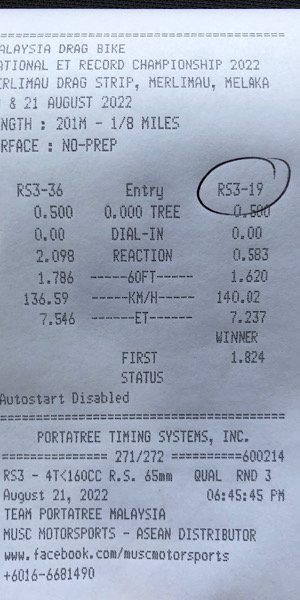 =================================
ALAYSIA DRAG BIKE
ATIONAL ET RECORD CHAMPIONSHIP 2022
ERLIMAU DRAG STRIP, MERLIMAU, MELAKA
& 21 AUGUST 2022
NGTH : 201M - 1/8 MILES
RFACE : NO-PREP
=================================
RS3-36 Entry RS3-19
0.500 0.000 TREE 0.500
0.00 DIAL-IN 0.00
2.098 REACTION 0.583
1.786 -----60FT----- 1.620
136.59 -----KM/H----- 140.02
7.546 ------ET------ 7.237
WINNER
FIRST 1.824
STATUS
Autostart Disabled
=================================
PORTATREE TIMING SYSTEMS, INC.
=============== 271/272 ==========600214
RS3 - 4T<160CC R.S. 65mm QUAL RND 3
August 21, 2022 06:45:45 PM
TEAM PORTATREE MALAYSIA
MUSC MOTORSPORTS - ASEAN DISTRIBUTOR
www.facebook.com/muscmotorsports
+6016-6681490